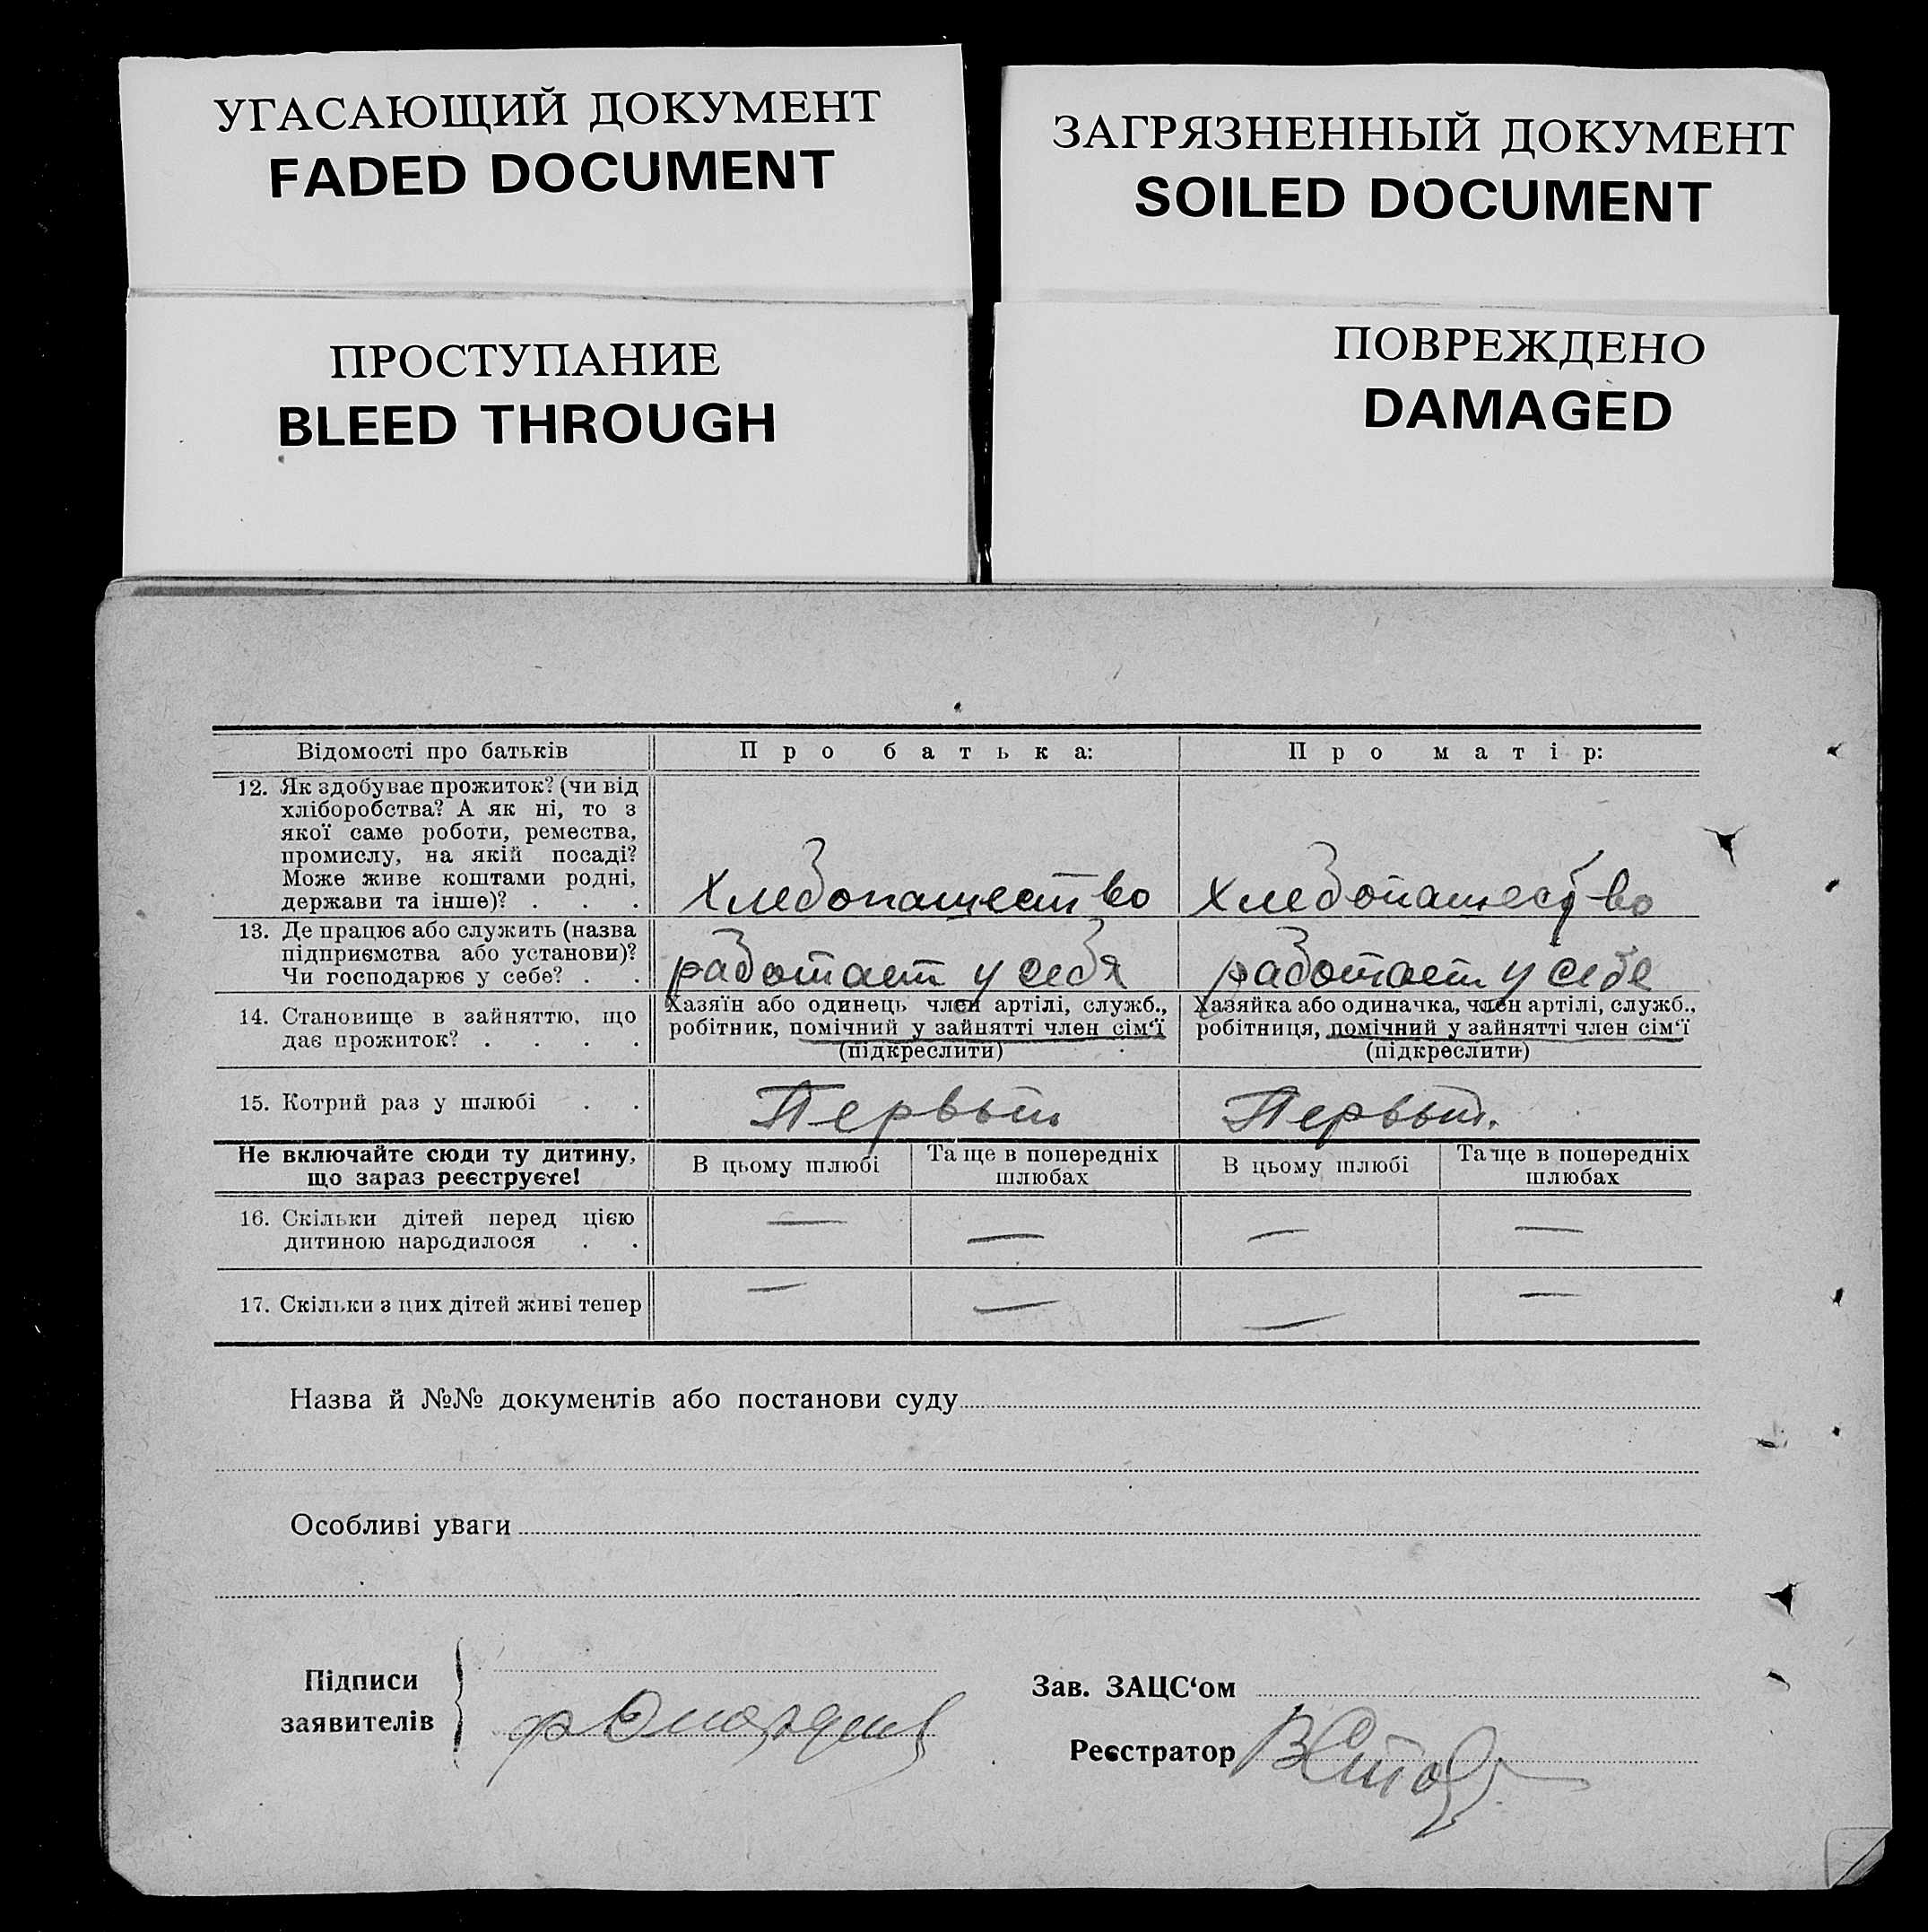 УГАСАЮЩИЙ ДОКУМЕНТ
FADED DOCUMENT
ЗАГРЯЗНЕННЫЙ ДОКУМЕНТ
SOILED DOCUMENT
ПРОСТУПАНИЕ
BLEED THROUGH
ПОВРЕЖДЕНО
DAMAGED
Відомості про батьків
Про батька:
Про матір:
12. Як здобуває прожиток? (чи від
хліборобства? А як ні, то з
якої саме роботи, ремества,
промислу, на якій посаді?
Може живе коштами родні,
держави та інше)? . . .
Хлебопашество
Хлебопашество
13. Де працює або служить (назва
підприємства або установи)?
Чи господарює у себе? . .
работает у себя
работает у себе
14. Становище в зайняттю, що
дає прожиток? . . . .
Хазяїн або одинець член артілі, служб.,
робітник, помічний у зайнятті член сім'ї
(підкреслити)
Хазяйка або одиначка, член артілі, служб.,
робітниця, помічний у зайнятті член сім'ї
(підкреслити)
15. Котрий раз у шлюбі . .
Первый
Первый.
Не включайте сюди ту дитину,
що зараз реєструєте!
В цьому шлюбі
Та ще в попередніх
шлюбах
В цьому шлюбі
Та ще в попередніх
шлюбах
16. Скільки дітей перед цією
дитиною народилося . .
— — — —
17. Скільки з цих дітей живі тепер
— — — —
Назва й №№ документів або постанови суду
Особливі уваги
Підписи
заявителів
Зав. ЗАЦС'ом
Реєстратор